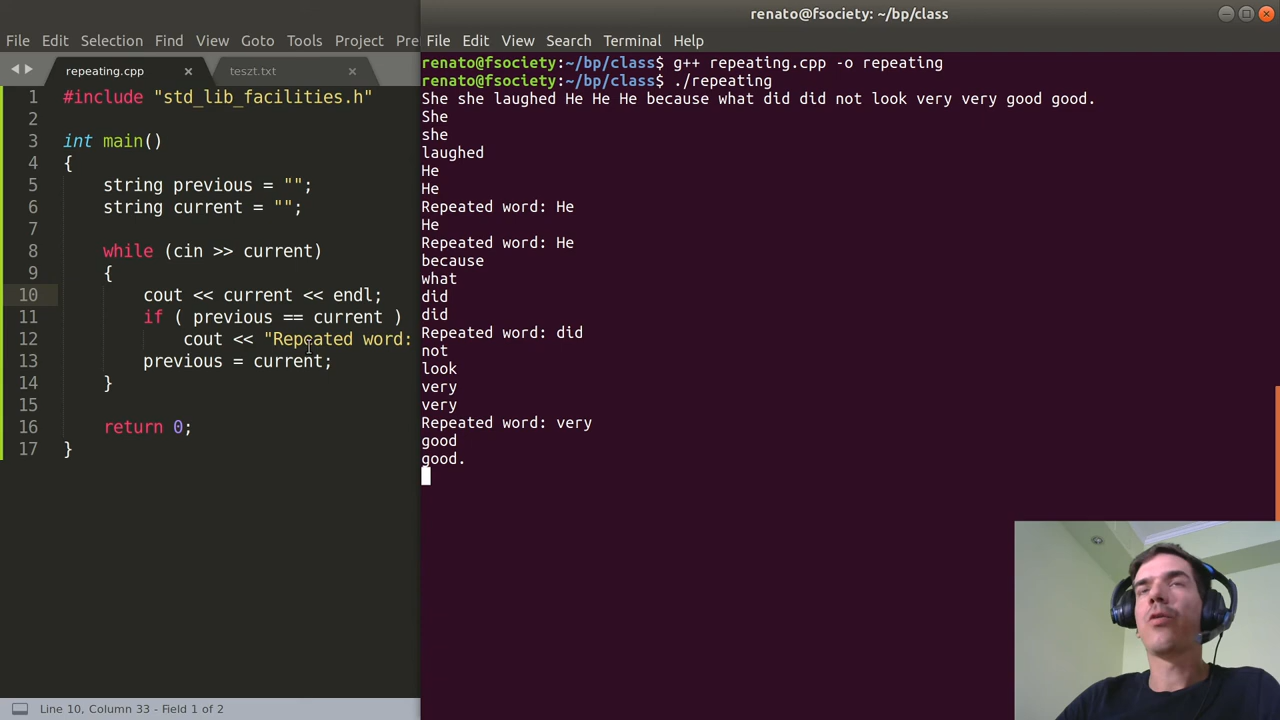 renato@fsociety: ~/bp/class
File Edit Selection Find View Goto Tools Project Pre
File Edit View Search Terminal Help
repeating.cpp
teszt.txt
1 #include "std_lib_facilities.h"
2
3 int main()
4 {
5 string previous = "";
6 string current = "";
7
8 while (cin >> current)
9 {
10 cout << current << endl;
11 if ( previous == current )
12 cout << "Repeated word:
13 previous = current;
14 }
15
16 return 0;
17 }
Line 10, Column 33 - Field 1 of 2
renato@fsociety:~/bp/class$ g++ repeating.cpp -o repeating
renato@fsociety:~/bp/class$ ./repeating
She she laughed He He He because what did did not look very very good good.
She
she
laughed
He
He
Repeated word: He
He
Repeated word: He
because
what
did
did
Repeated word: did
not
look
very
very
Repeated word: very
good
good.